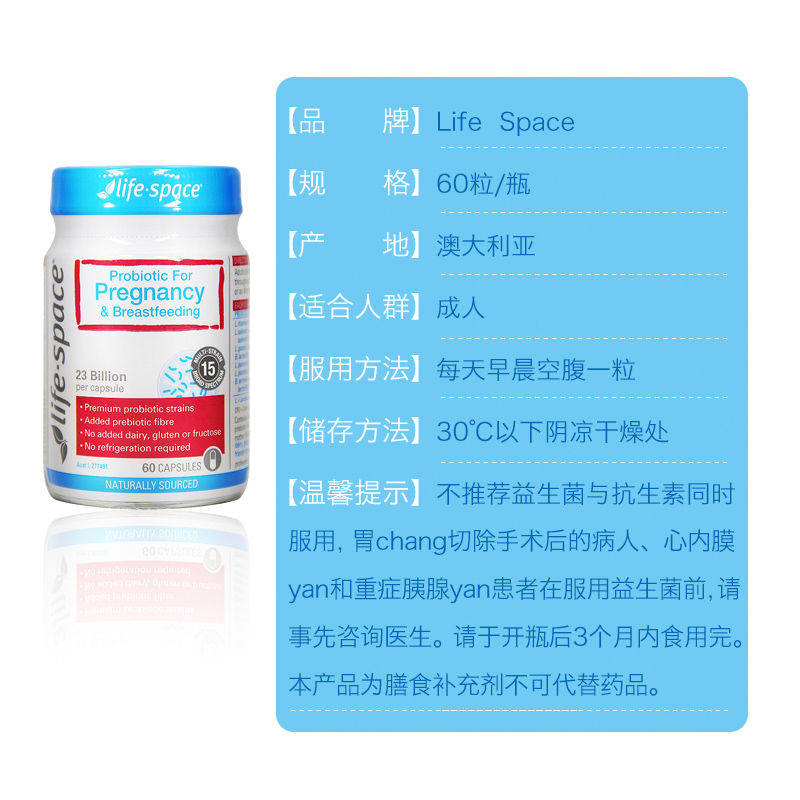 life·space
Probiotic For
Pregnancy
& Breastfeeding
life·space
23 Billion
per capsule
MULTI-STRAIN
15
BROAD SPECTRUM
• Premium probiotic strains
• Added prebiotic fibre
• No added dairy, gluten or fructose
• No refrigeration required
Aust L 271491
60 CAPSULES
NATURALLY SOURCED
【品 牌】Life Space
【规 格】60粒/瓶
【产 地】澳大利亚
【适合人群】成人
【服用方法】每天早晨空腹一粒
【储存方法】30℃以下阴凉干燥处
【温馨提示】不推荐益生菌与抗生素同时
服用, 胃chang切除手术后的病人、心内膜
yan和重症胰腺yan患者在服用益生菌前,请
事先咨询医生。请于开瓶后3个月内食用完。
本产品为膳食补充剂不可代替药品。